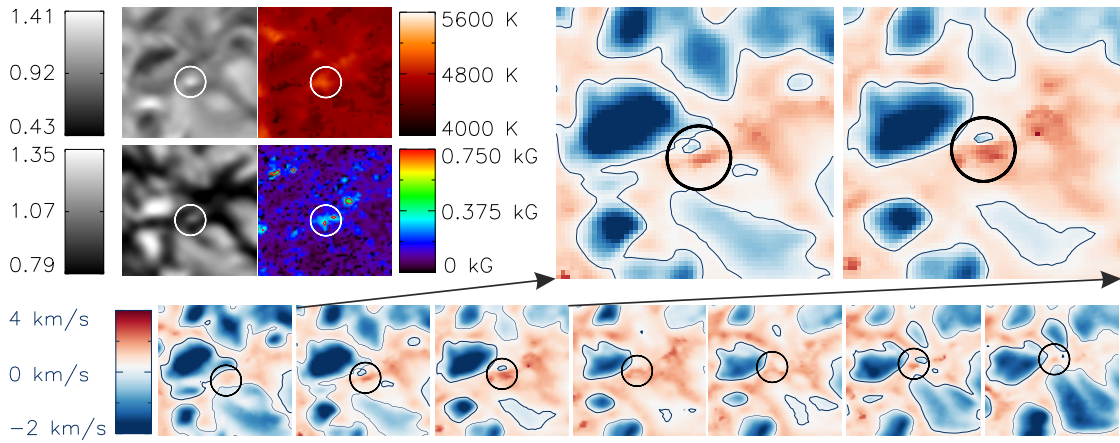 1.41
0.92
0.43
5600 K
4800 K
4000 K
1.35
1.07
0.79
0.750 kG
0.375 kG
0 kG
4 km/s
0 km/s
−2 km/s